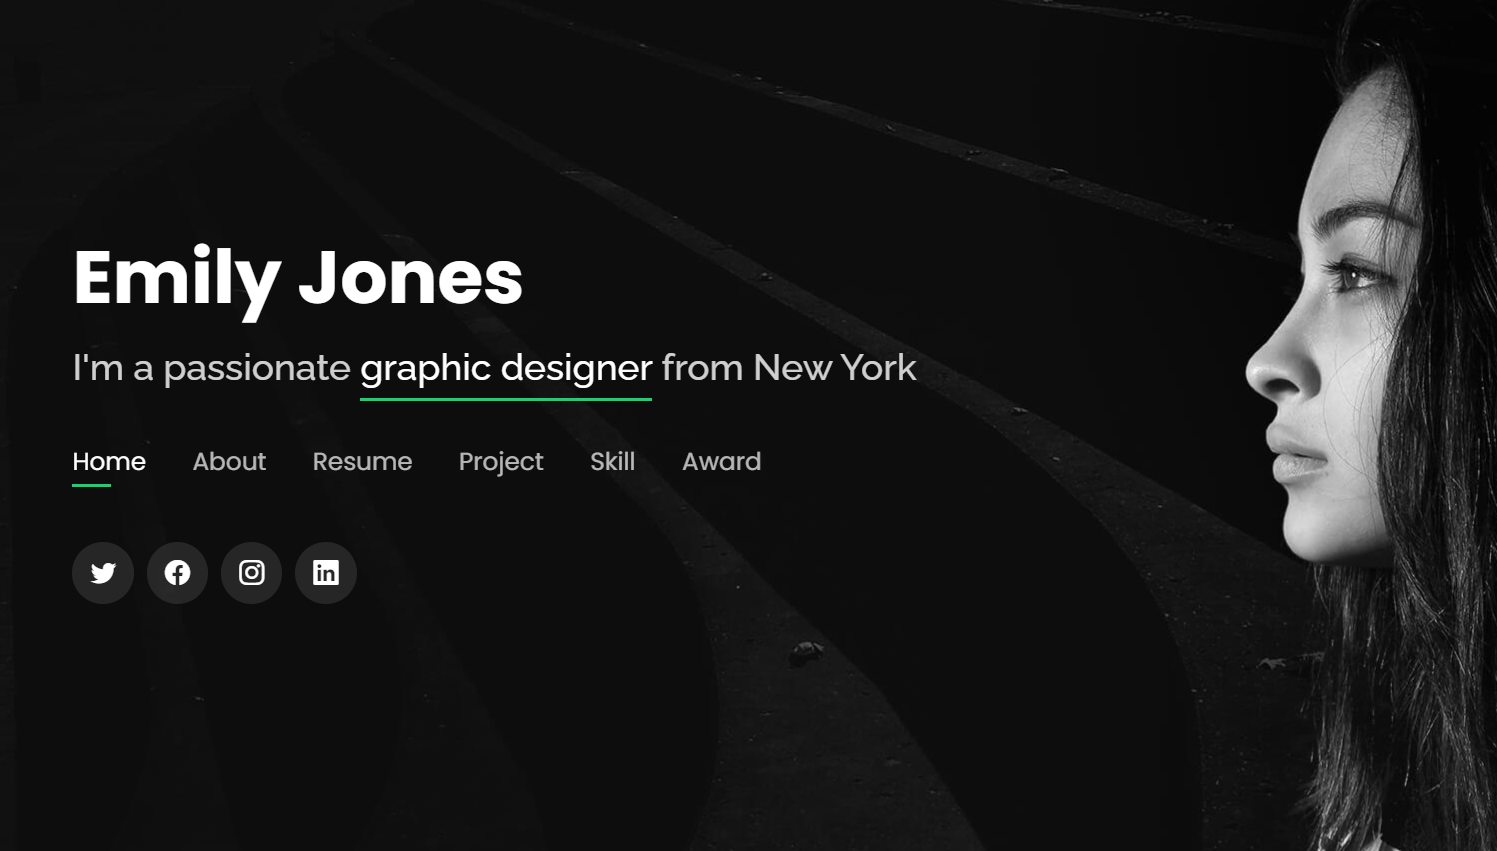 Emily Jones
I'm a passionate graphic designer from New York
Home About Resume Project Skill Award